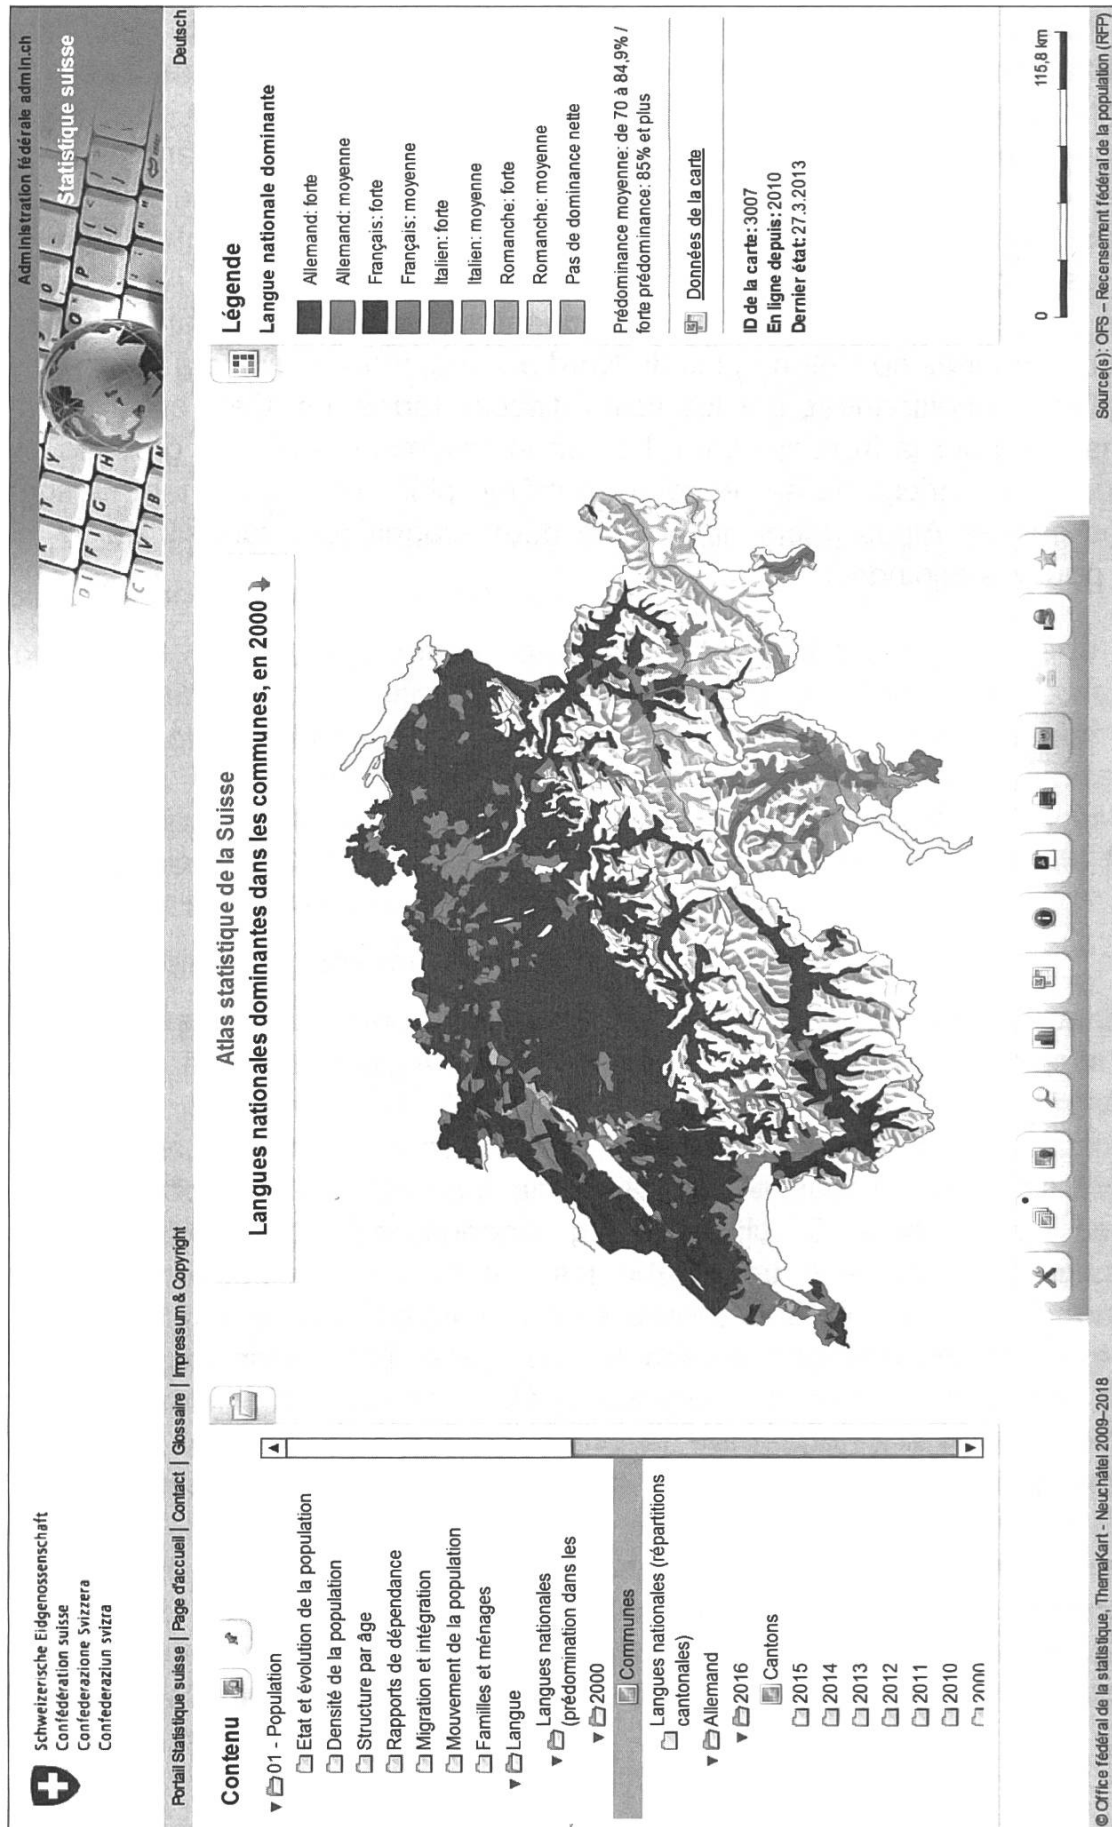 Schweizerische Eidgenossenschaft
Confédération suisse
Confederazione Svizzera
Confederaziun svizra
Administration fédérale admin.ch
Statistique suisse
Portail Statistique suisse | Page d'accueil | Contact | Glossaire | Impressum & Copyright
Deutsch
Contenu
01 - Population
Etat et évolution de la population
Densité de la population
Structure par âge
Rapports de dépendance
Migration et intégration
Mouvement de la population
Familles et ménages
Langue
Langues nationales
(prédomination dans les
2000
Communes
Langues nationales (répartitions
cantonales)
Allemand
2016
Cantons
2015
2014
2013
2012
2011
2010
2000
Atlas statistique de la Suisse
Langues nationales dominantes dans les communes, en 2000
Légende
Langue nationale dominante
Allemand: forte
Allemand: moyenne
Français: forte
Français: moyenne
Italien: forte
Italien: moyenne
Romanche: forte
Romanche: moyenne
Pas de dominance nette
Prédominance moyenne: de 70 à 84,9% /
forte prédominance: 85% et plus
Données de la carte
ID de la carte: 3007
En ligne depuis: 2010
Dernier état: 27.3.2013
0 115,8 km
© Office fédéral de la statistique, ThemaKart - Neuchâtel 2009–2018
Source(s): OFS – Recensement fédéral de la population (RFP)